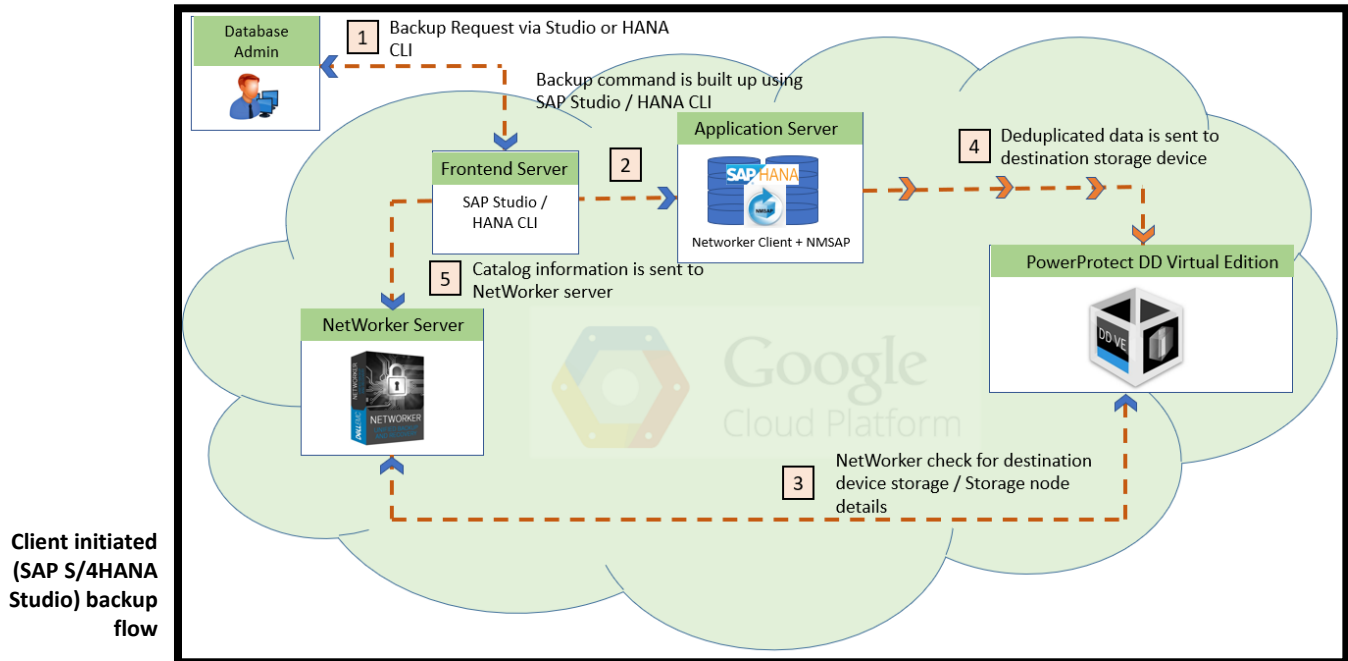 Database
Admin
1
Backup Request via Studio or HANA
CLI
Backup command is built up using
SAP Studio / HANA CLI
Frontend Server
SAP Studio /
HANA CLI
2
Application Server
SAP HANA
NMSAP
Networker Client + NMSAP
4
Deduplicated data is sent to
destination storage device
PowerProtect DD Virtual Edition
DD VE
5
Catalog information is sent to
NetWorker server
NetWorker Server
NETWORKER
NETWORKER
DELL EMC
Google
Cloud Platform
3
NetWorker check for destination
device storage / Storage node
details
Client initiated
(SAP S/4HANA
Studio) backup
flow